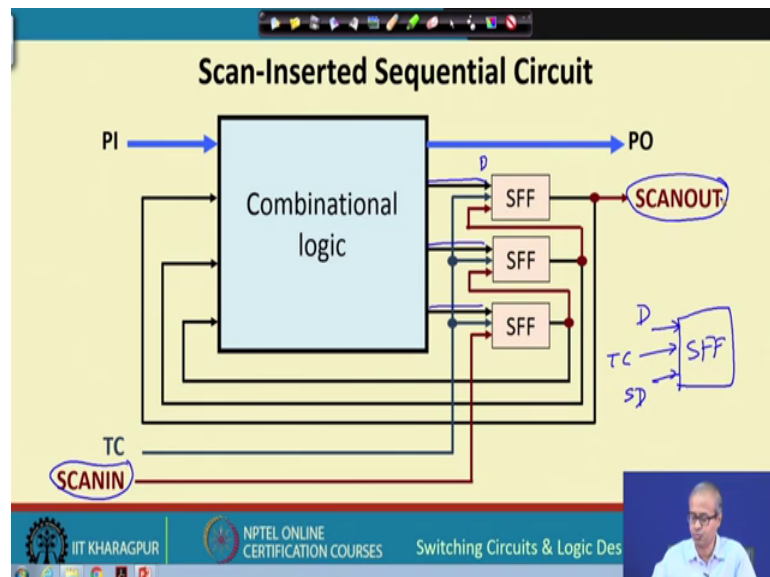 Scan-Inserted Sequential Circuit
PI
PO
Combinational
logic
D
SFF
SCANOUT
SFF
SFF
D
TC
SD
SFF
TC
SCANIN
IIT KHARAGPUR
NPTEL ONLINE
CERTIFICATION COURSES
Switching Circuits & Logic Des